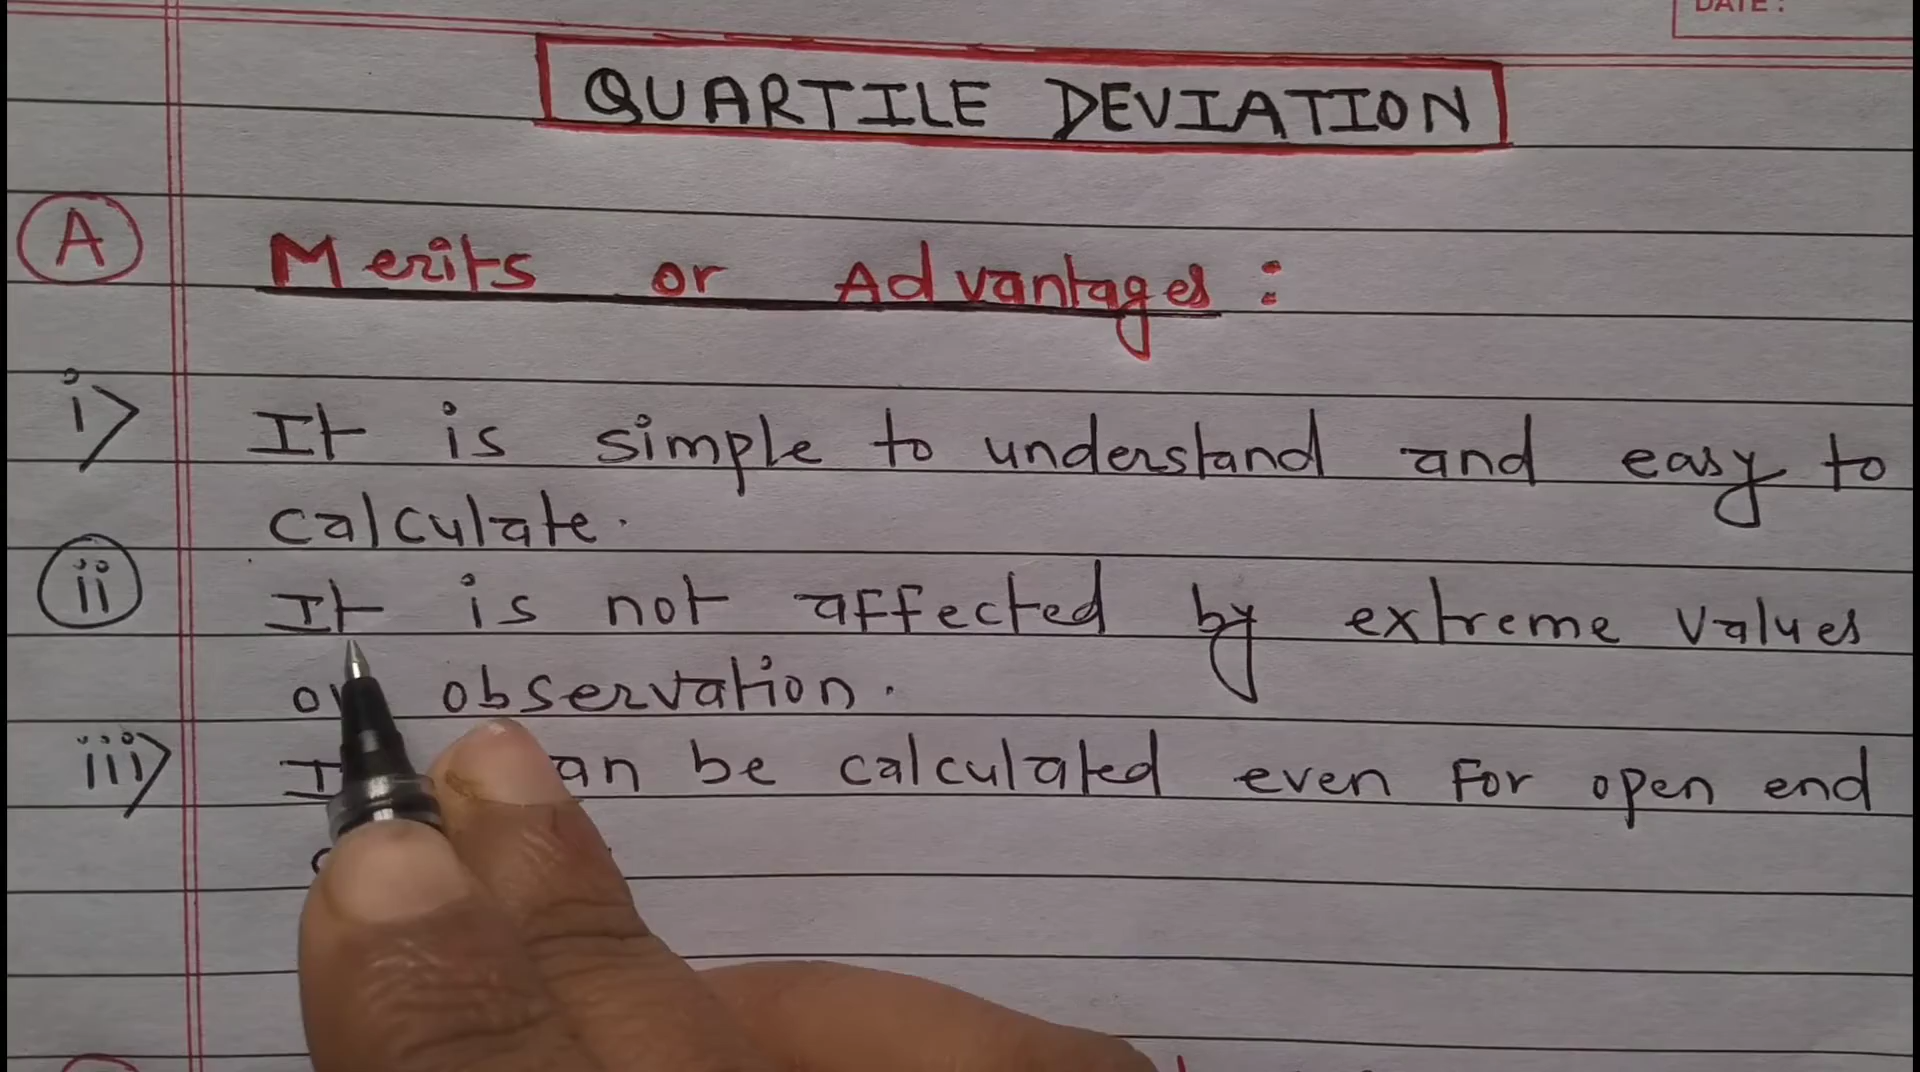 DATE:
QUARTILE DEVIATION
A Merits or Advantages:
i> It is simple to understand and easy to
calculate.
ii It is not affected by extreme values
observation.
iii> be calculated even for open end